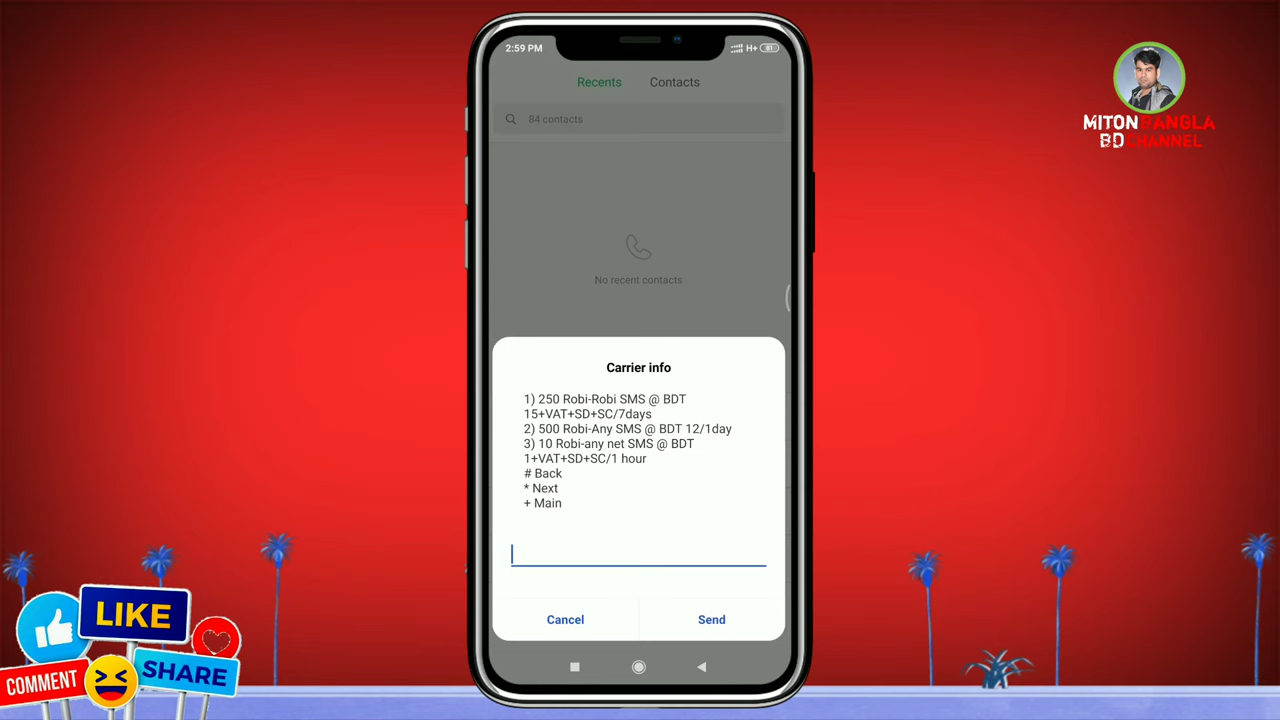 2:59 PM
H+ 81
Recents Contacts
84 contacts
No recent contacts
Carrier info
1) 250 Robi-Robi SMS @ BDT
15+VAT+SD+SC/7days
2) 500 Robi-Any SMS @ BDT 12/1day
3) 10 Robi-any net SMS @ BDT
1+VAT+SD+SC/1 hour
# Back
* Next
+ Main
Cancel Send
MITON BANGLA
BD CHANNEL
LIKE
COMMENT
SHARE